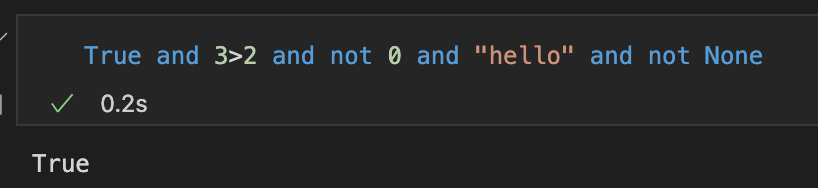 True and 3>2 and not 0 and "hello" and not None
0.2s
True